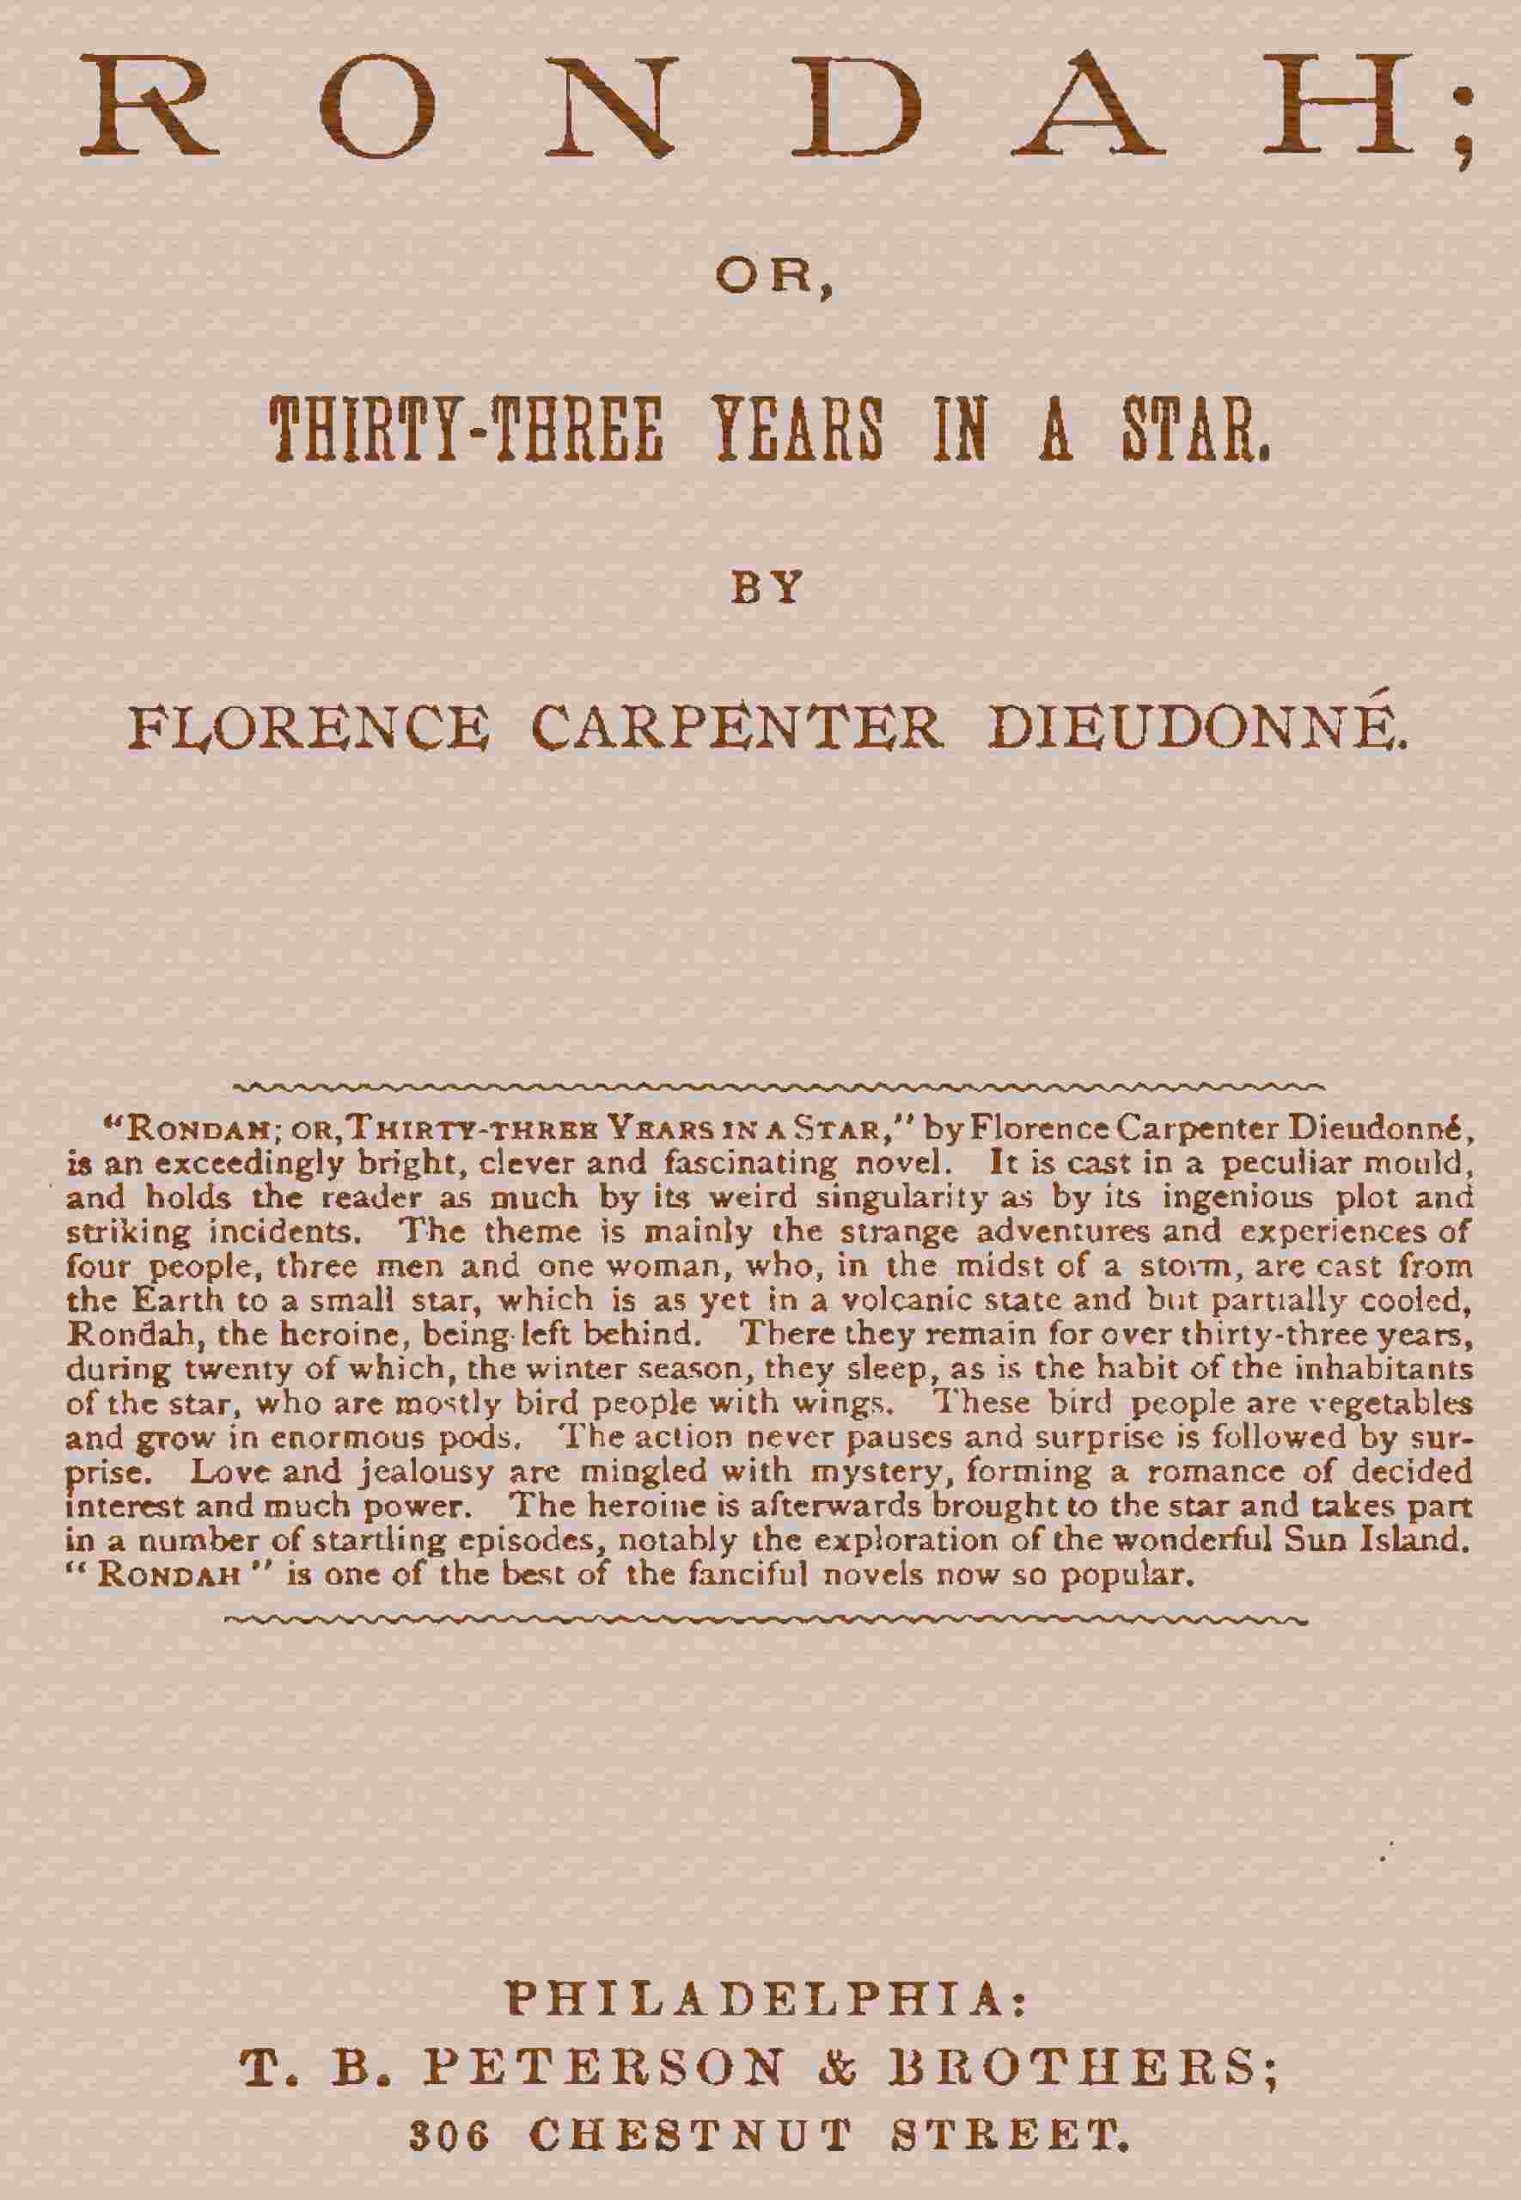 RONDAH;
OR,
THIRTY-THREE YEARS IN A STAR.
BY
FLORENCE CARPENTER DIEUDONNÉ.
“RONDAH; OR, THIRTY-THREE YEARS IN A STAR,” by Florence Carpenter Dieudonné,
is an exceedingly bright, clever and fascinating novel. It is cast in a peculiar mould,
and holds the reader as much by its weird singularity as by its ingenious plot and
striking incidents. The theme is mainly the strange adventures and experiences of
four people, three men and one woman, who, in the midst of a storm, are cast from
the Earth to a small star, which is as yet in a volcanic state and but partially cooled,
Rondah, the heroine, being left behind. There they remain for over thirty-three years,
during twenty of which, the winter season, they sleep, as is the habit of the inhabitants
of the star, who are mostly bird people with wings. These bird people are vegetables
and grow in enormous pods. The action never pauses and surprise is followed by sur-
prise. Love and jealousy are mingled with mystery, forming a romance of decided
interest and much power. The heroine is afterwards brought to the star and takes part
in a number of startling episodes, notably the exploration of the wonderful Sun Island.
“RONDAH” is one of the best of the fanciful novels now so popular.
PHILADELPHIA:
T. B. PETERSON & BROTHERS;
306 CHESTNUT STREET.